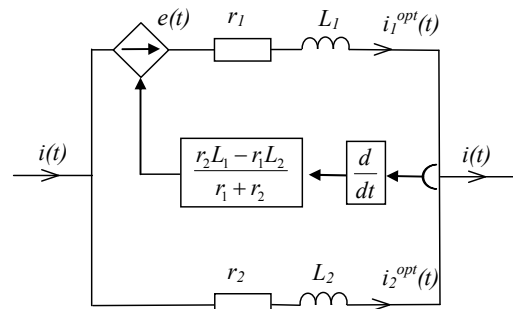 e(t) r₁ L₁ i₁ᵒᵖᵗ(t)
i(t) (r₂L₁ − r₁L₂)/(r₁ + r₂) d/dt i(t)
r₂ L₂ i₂ᵒᵖᵗ(t)